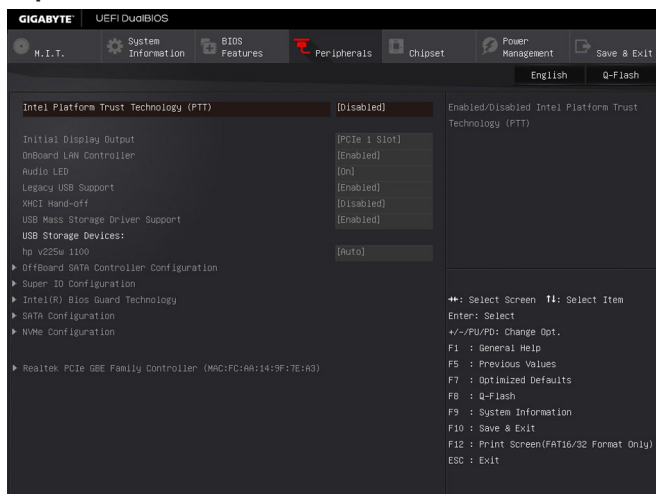 GIGABYTE™ UEFI DualBIOS
M.I.T.
System Information
BIOS Features
Peripherals
Chipset
Power Management
Save & Exit
English Q-Flash
Intel Platform Trust Technology (PTT) [Disabled]
Enabled/Disabled Intel Platform Trust
Technology (PTT)
Initial Display Output [PCIe 1 Slot]
OnBoard LAN Controller [Enabled]
Audio LED [On]
Legacy USB Support [Enabled]
XHCI Hand-off [Disabled]
USB Mass Storage Driver Support [Enabled]
USB Storage Devices:
hp v225w 1100 [Auto]
OffBoard SATA Controller Configuration
Super IO Configuration
Intel(R) Bios Guard Technology
SATA Configuration
NVMe Configuration
Realtek PCIe GBE Family Controller (MAC:FC:AA:14:9F:7E:A3)
→←: Select Screen ↑↓: Select Item
Enter: Select
+/-/PU/PD: Change Opt.
F1 : General Help
F5 : Previous Values
F7 : Optimized Defaults
F8 : Q-Flash
F9 : System Information
F10 : Save & Exit
F12 : Print Screen(FAT16/32 Format Only)
ESC : Exit